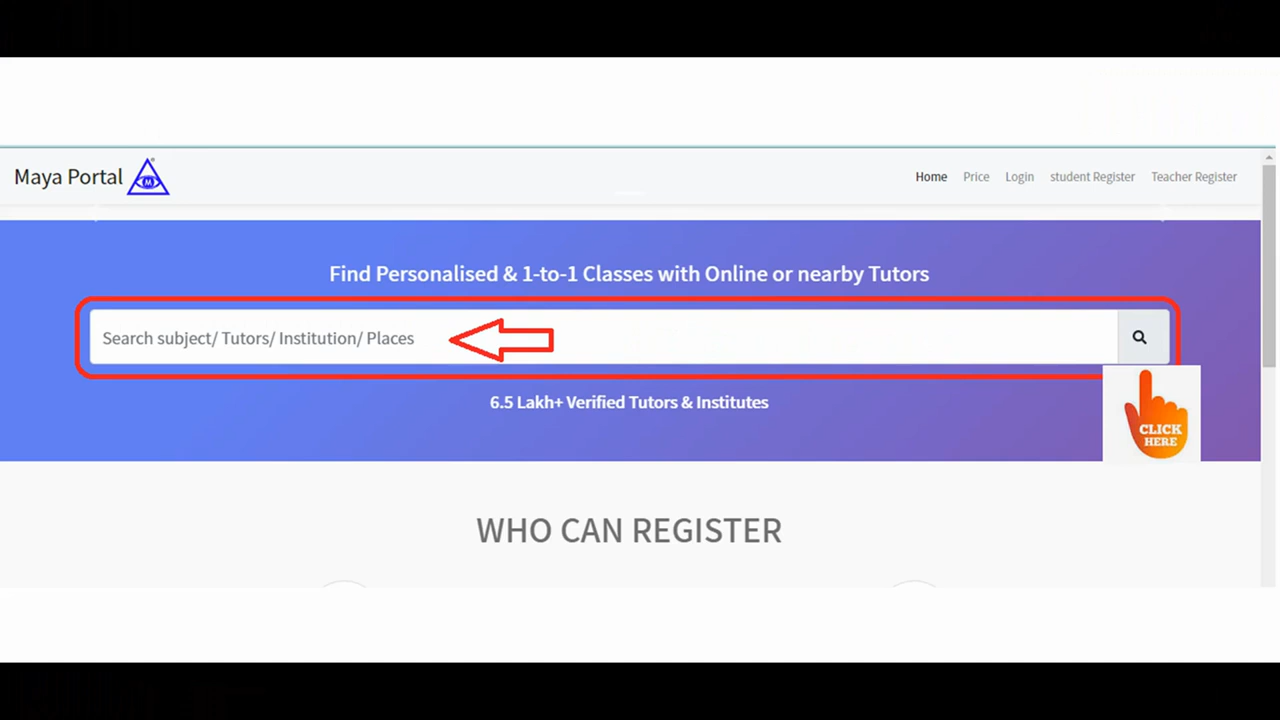 Maya Portal
M
Home
Price
Login
student Register
Teacher Register
Find Personalised & 1-to-1 Classes with Online or nearby Tutors
Search subject/ Tutors/ Institution/ Places
6.5 Lakh+ Verified Tutors & Institutes
CLICK
HERE
WHO CAN REGISTER